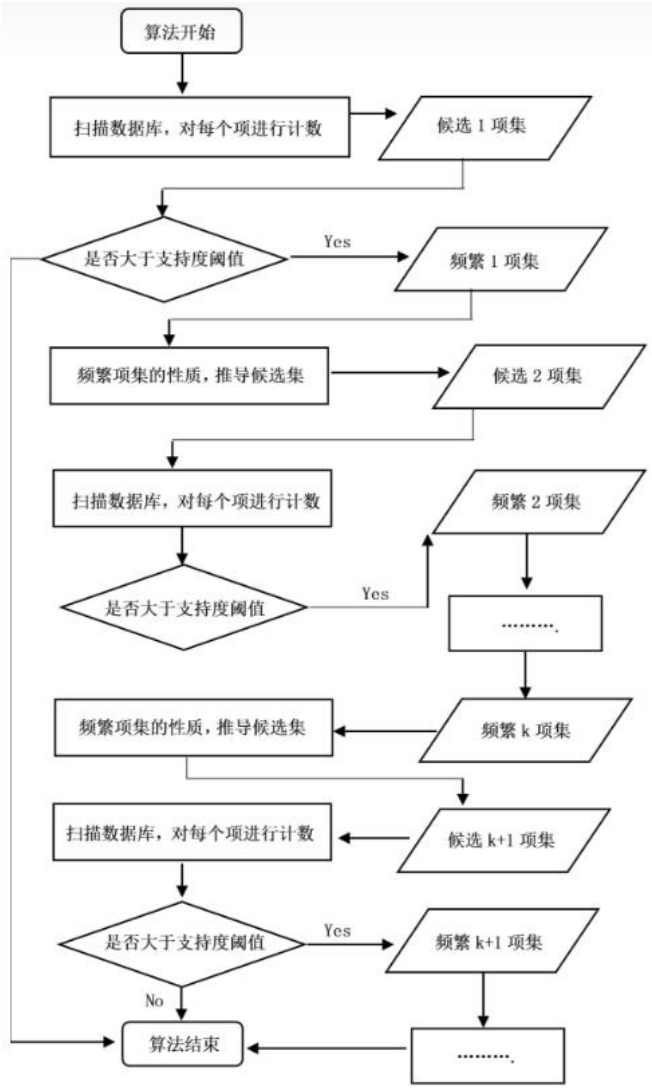 算法开始
扫描数据库，对每个项进行计数
候选 1 项集
是否大于支持度阈值
Yes
频繁 1 项集
频繁项集的性质，推导候选集
候选 2 项集
扫描数据库，对每个项进行计数
频繁 2 项集
是否大于支持度阈值
Yes
……….
频繁项集的性质，推导候选集
频繁 k 项集
扫描数据库，对每个项进行计数
候选 k+1 项集
是否大于支持度阈值
Yes
频繁 k+1 项集
No
算法结束
……….